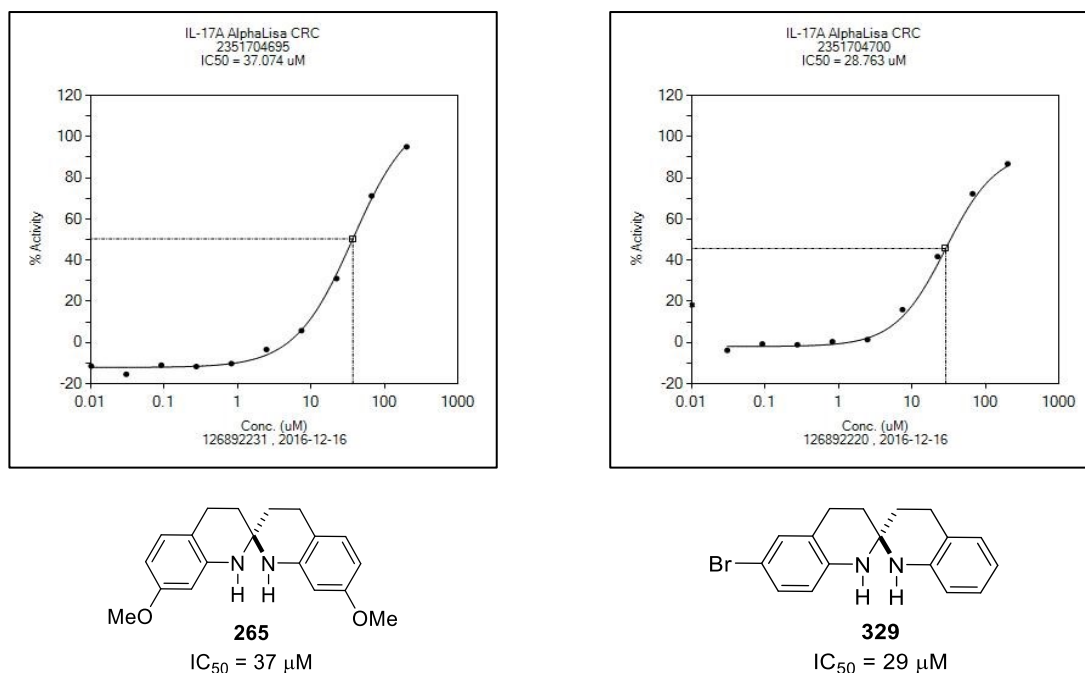 IL-17A AlphaLisa CRC
2351704695
IC50 = 37.074 uM
120
100
80
60
40
20
0
-20
% Activity
0.01 0.1 1 10 100 1000
Conc. (uM)
126892231 , 2016-12-16
IL-17A AlphaLisa CRC
2351704700
IC50 = 28.763 uM
120
100
80
60
40
20
0
-20
% Activity
0.01 0.1 1 10 100 1000
Conc. (uM)
126892220 , 2016-12-16
N N
H H
MeO OMe
265
IC50 = 37 μM
Br N N
H H
329
IC50 = 29 μM